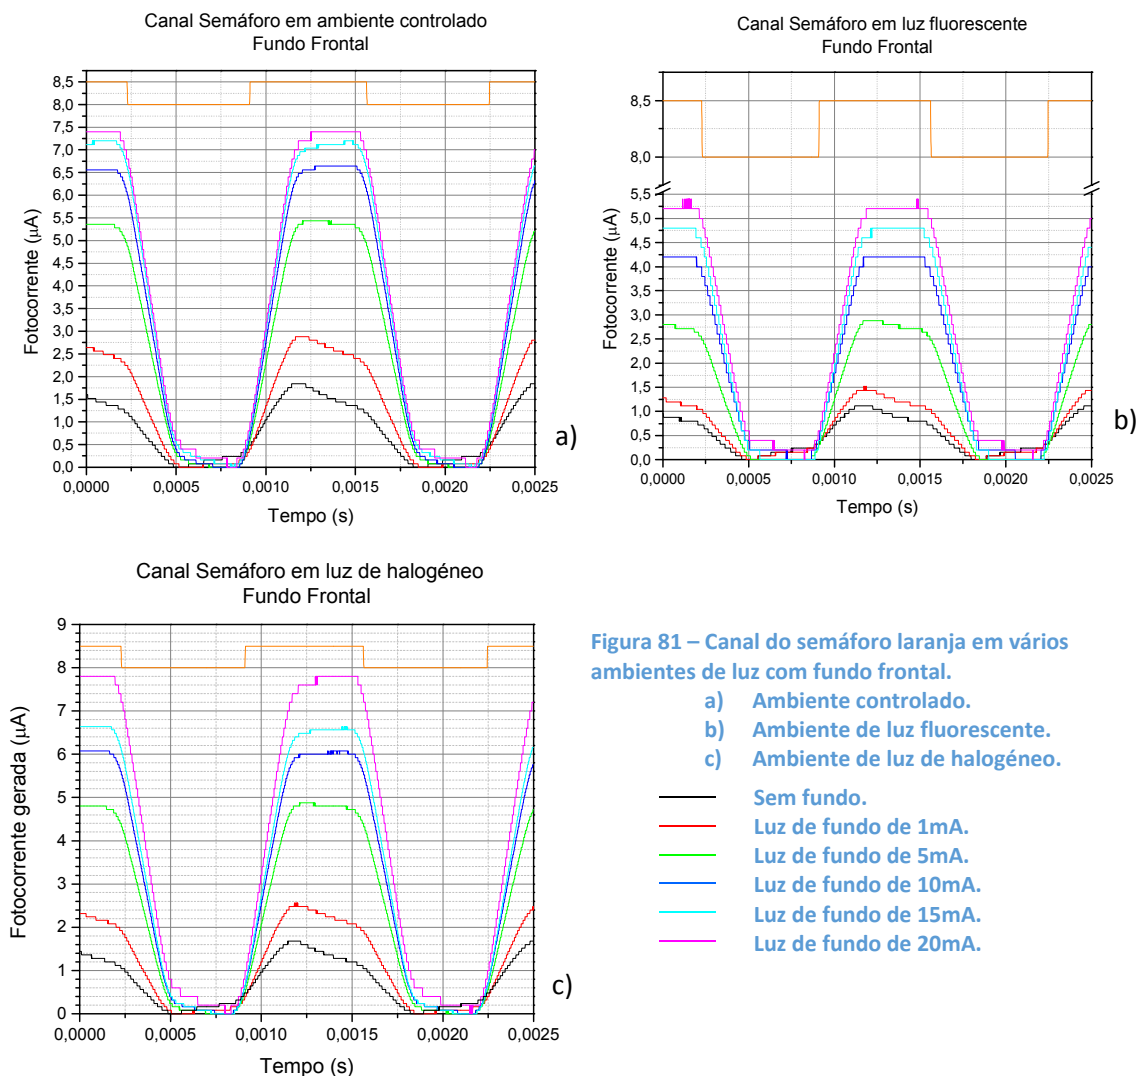 Canal Semáforo em ambiente controlado
Fundo Frontal
8,5
8,0
7,5
7,0
6,5
6,0
5,5
5,0
4,5
4,0
3,5
3,0
2,5
2,0
1,5
1,0
0,5
0,0
Fotocorrente (µA)
0,0000 0,0005 0,0010 0,0015 0,0020 0,0025
Tempo (s)
a)
Canal Semáforo em luz fluorescente
Fundo Frontal
8,5
8,0
5,5
5,0
4,5
4,0
3,5
3,0
2,5
2,0
1,5
1,0
0,5
0,0
Fotocorrente (µA)
0,0000 0,0005 0,0010 0,0015 0,0020 0,0025
Tempo (s)
b)
Canal Semáforo em luz de halogéneo
Fundo Frontal
9
8
7
6
5
4
3
2
1
0
Fotocorrente gerada (µA)
0,0000 0,0005 0,0010 0,0015 0,0020 0,0025
Tempo (s)
c)
Figura 81 – Canal do semáforo laranja em vários
ambientes de luz com fundo frontal.
a) Ambiente controlado.
b) Ambiente de luz fluorescente.
c) Ambiente de luz de halogéneo.
Sem fundo.
Luz de fundo de 1mA.
Luz de fundo de 5mA.
Luz de fundo de 10mA.
Luz de fundo de 15mA.
Luz de fundo de 20mA.